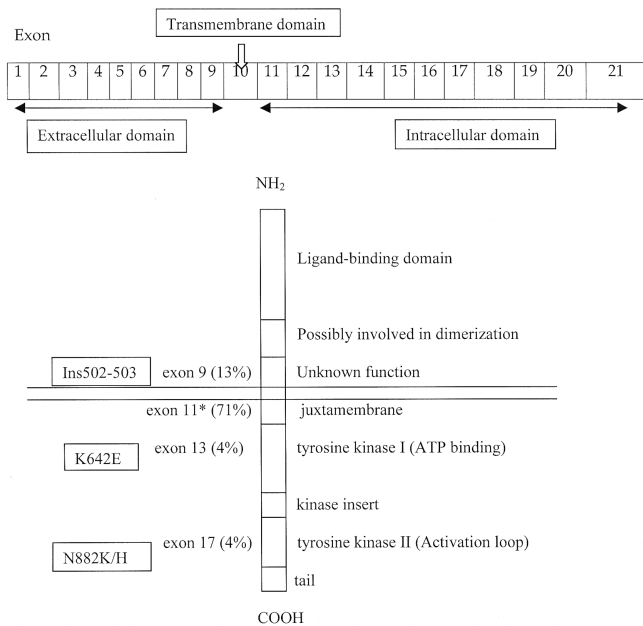 Transmembrane domain
Exon
1 2 3 4 5 6 7 8 9 10 11 12 13 14 15 16 17 18 19 20 21
Extracellular domain
Intracellular domain
NH2
Ligand-binding domain
Possibly involved in dimerization
Ins502-503 exon 9 (13%) Unknown function
exon 11* (71%) juxtamembrane
K642E exon 13 (4%) tyrosine kinase I (ATP binding)
kinase insert
N882K/H exon 17 (4%) tyrosine kinase II (Activation loop)
tail
COOH